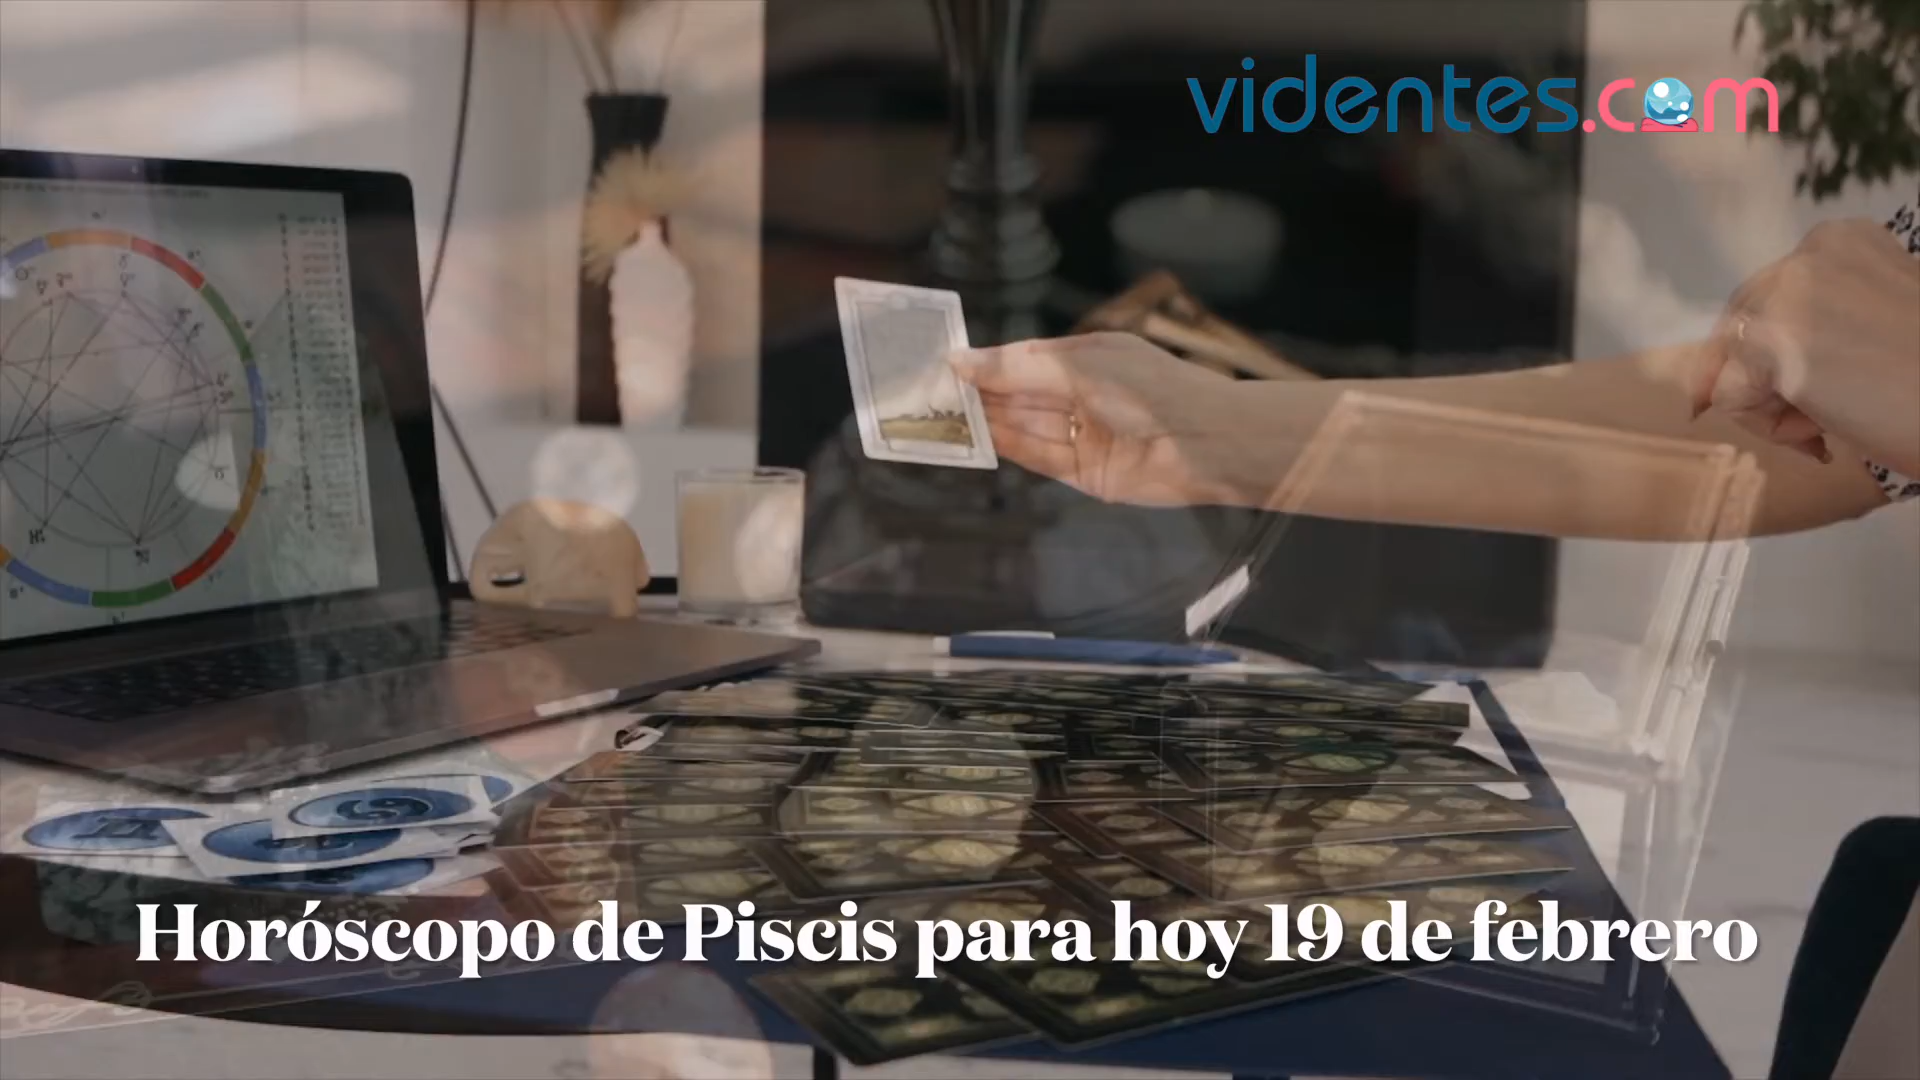 videntes.com
Horóscopo de Piscis para hoy 19 de febrero